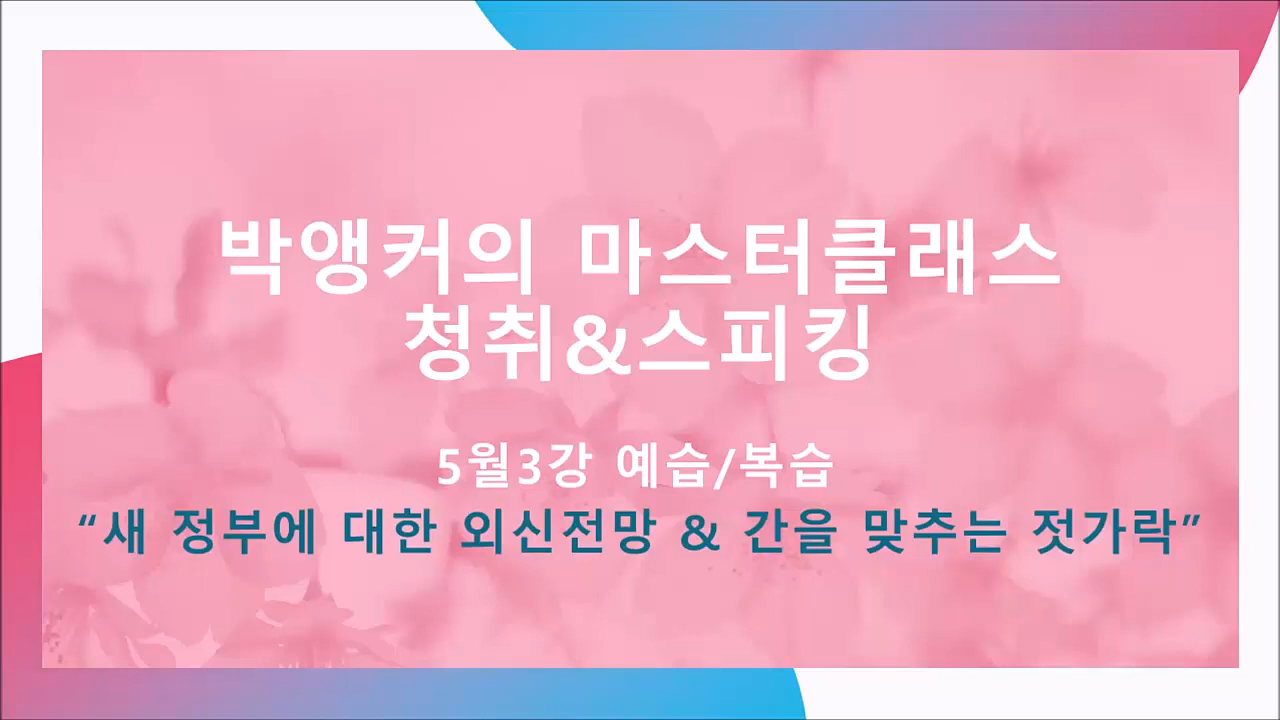 박앵커의 마스터클래스
청취&스피킹
5월3강 예습/복습
“새 정부에 대한 외신전망 & 간을 맞추는 젓가락”